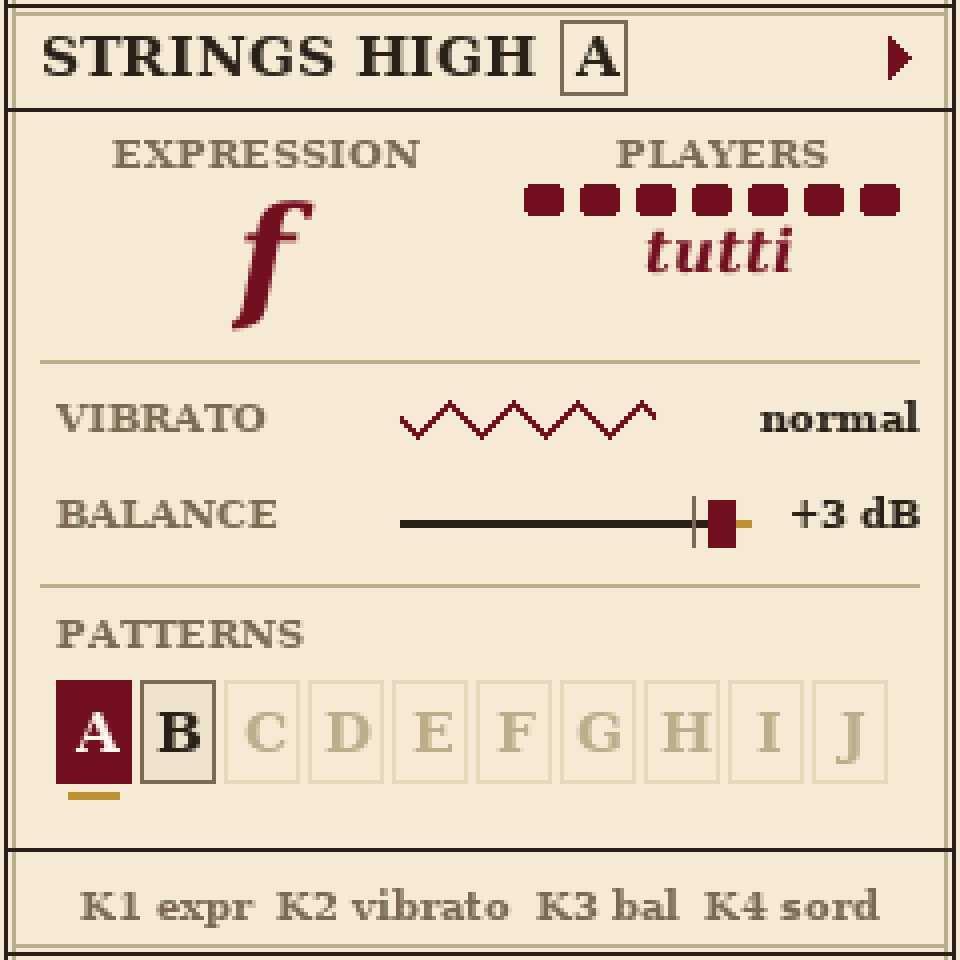 STRINGS HIGH A
EXPRESSION PLAYERS
f
tutti
VIBRATO normal
BALANCE +3 dB
PATTERNS
A B C D E F G H I J
K1 expr K2 vibrato K3 bal K4 sord